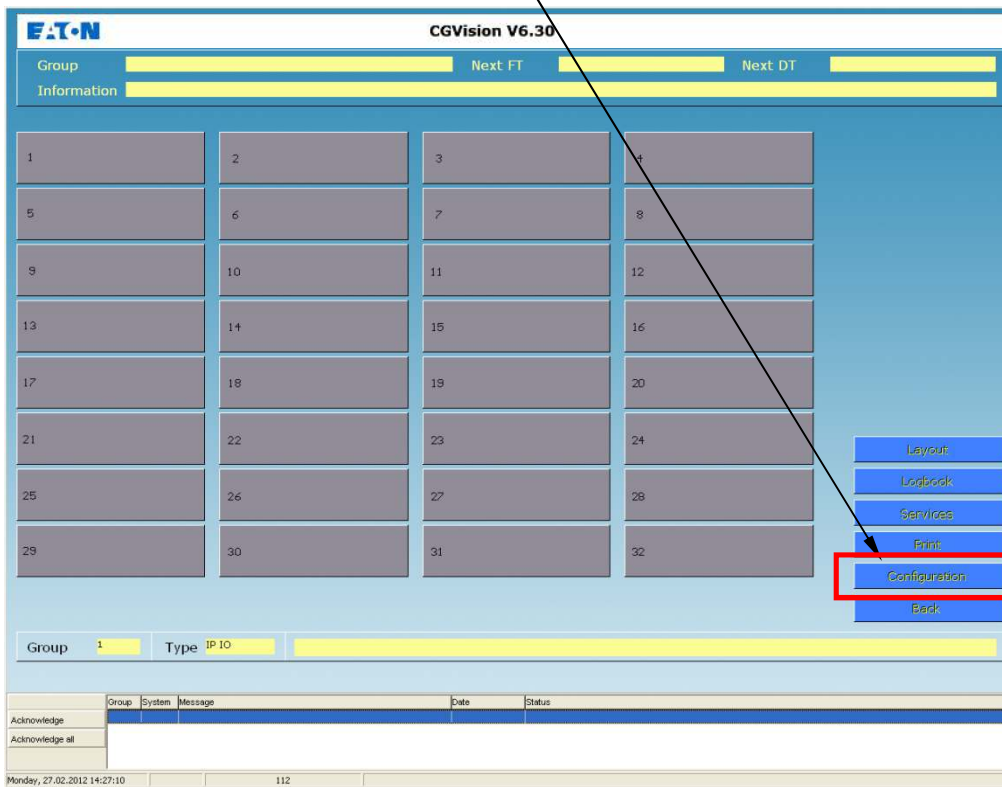 EATON
CGVision V6.30
Group Next FT Next DT
Information
1 2 3 4
5 6 7 8
9 10 11 12
13 14 15 16
17 18 19 20
21 22 23 24
Layout
Logbook
25 26 27 28
Services
29 30 31 32
Print
Configuration
Back
Group 1 Type IP IO
Group System Message Date Status
Acknowledge
Acknowledge all
Monday, 27.02.2012 14:27:10 112